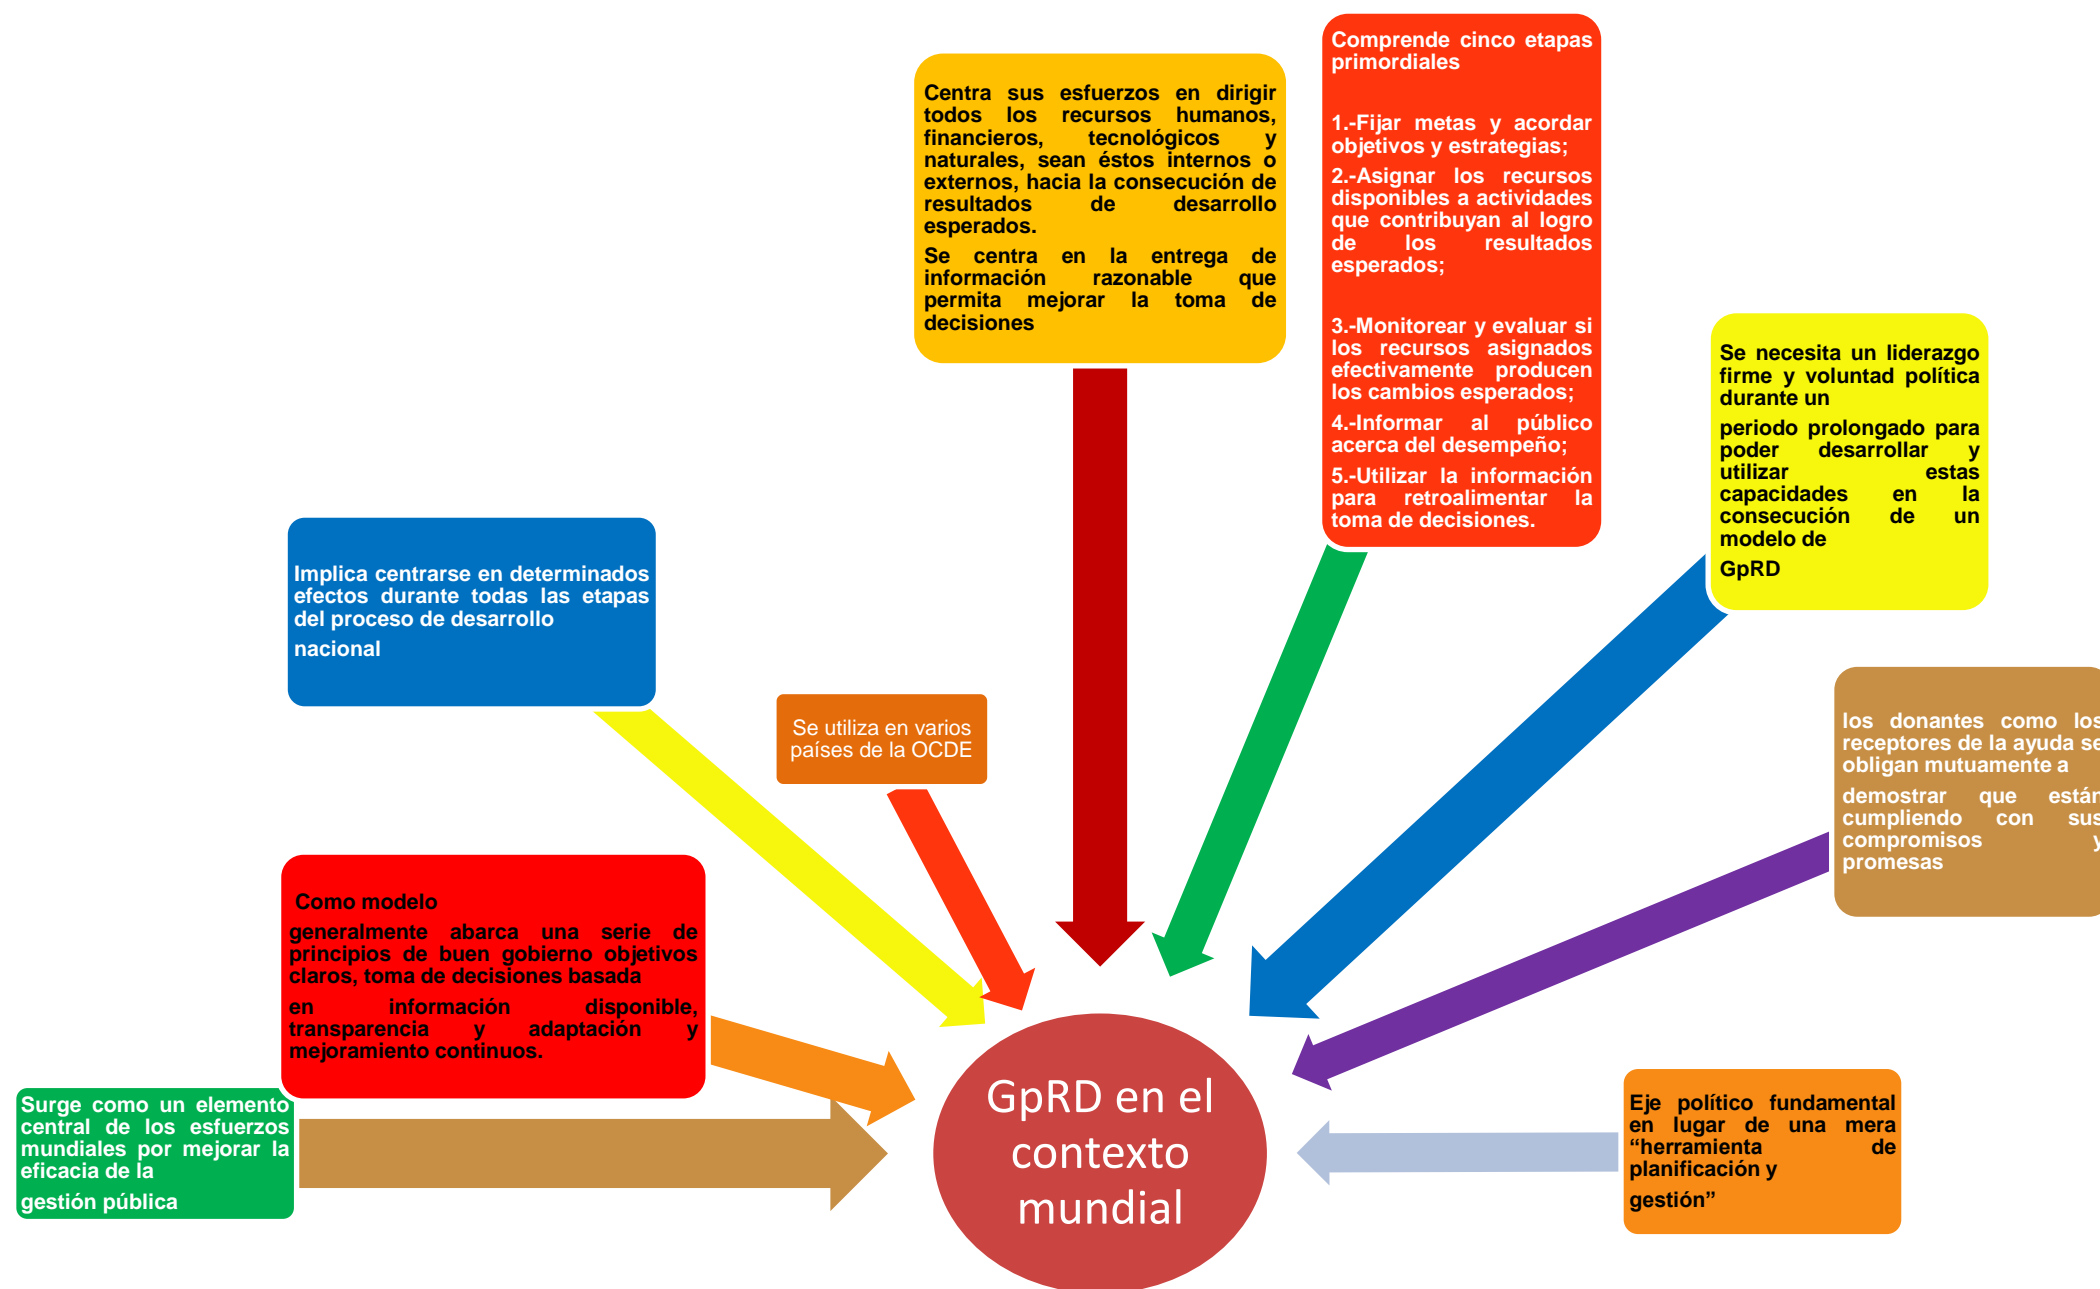 Comprende cinco etapas
primordiales
1.-Fijar metas y acordar
objetivos y estrategias;
2.-Asignar los recursos
disponibles a actividades
que contribuyan al logro
de los resultados
esperados;
3.-Monitorear y evaluar si
los recursos asignados
efectivamente producen
los cambios esperados;
4.-Informar al público
acerca del desempeño;
5.-Utilizar la información
para retroalimentar la
toma de decisiones.
Centra sus esfuerzos en dirigir
todos los recursos humanos,
financieros, tecnológicos y
naturales, sean éstos internos o
externos, hacia la consecución de
resultados de desarrollo
esperados.
Se centra en la entrega de
información razonable que
permita mejorar la toma de
decisiones
Se necesita un liderazgo
firme y voluntad política
durante un
periodo prolongado para
poder desarrollar y
utilizar estas
capacidades en la
consecución de un
modelo de
GpRD
Implica centrarse en determinados
efectos durante todas las etapas
del proceso de desarrollo
nacional
Se utiliza en varios
países de la OCDE
los donantes como los
receptores de la ayuda se
obligan mutuamente a
demostrar que están
cumpliendo con sus
compromisos y
promesas
Como modelo
generalmente abarca una serie de
principios de buen gobierno objetivos
claros, toma de decisiones basada
en información disponible,
transparencia y adaptación y
mejoramiento continuos.
Surge como un elemento
central de los esfuerzos
mundiales por mejorar la
eficacia de la
gestión pública
GpRD en el
contexto
mundial
Eje político fundamental
en lugar de una mera
“herramienta de
planificación y
gestión”